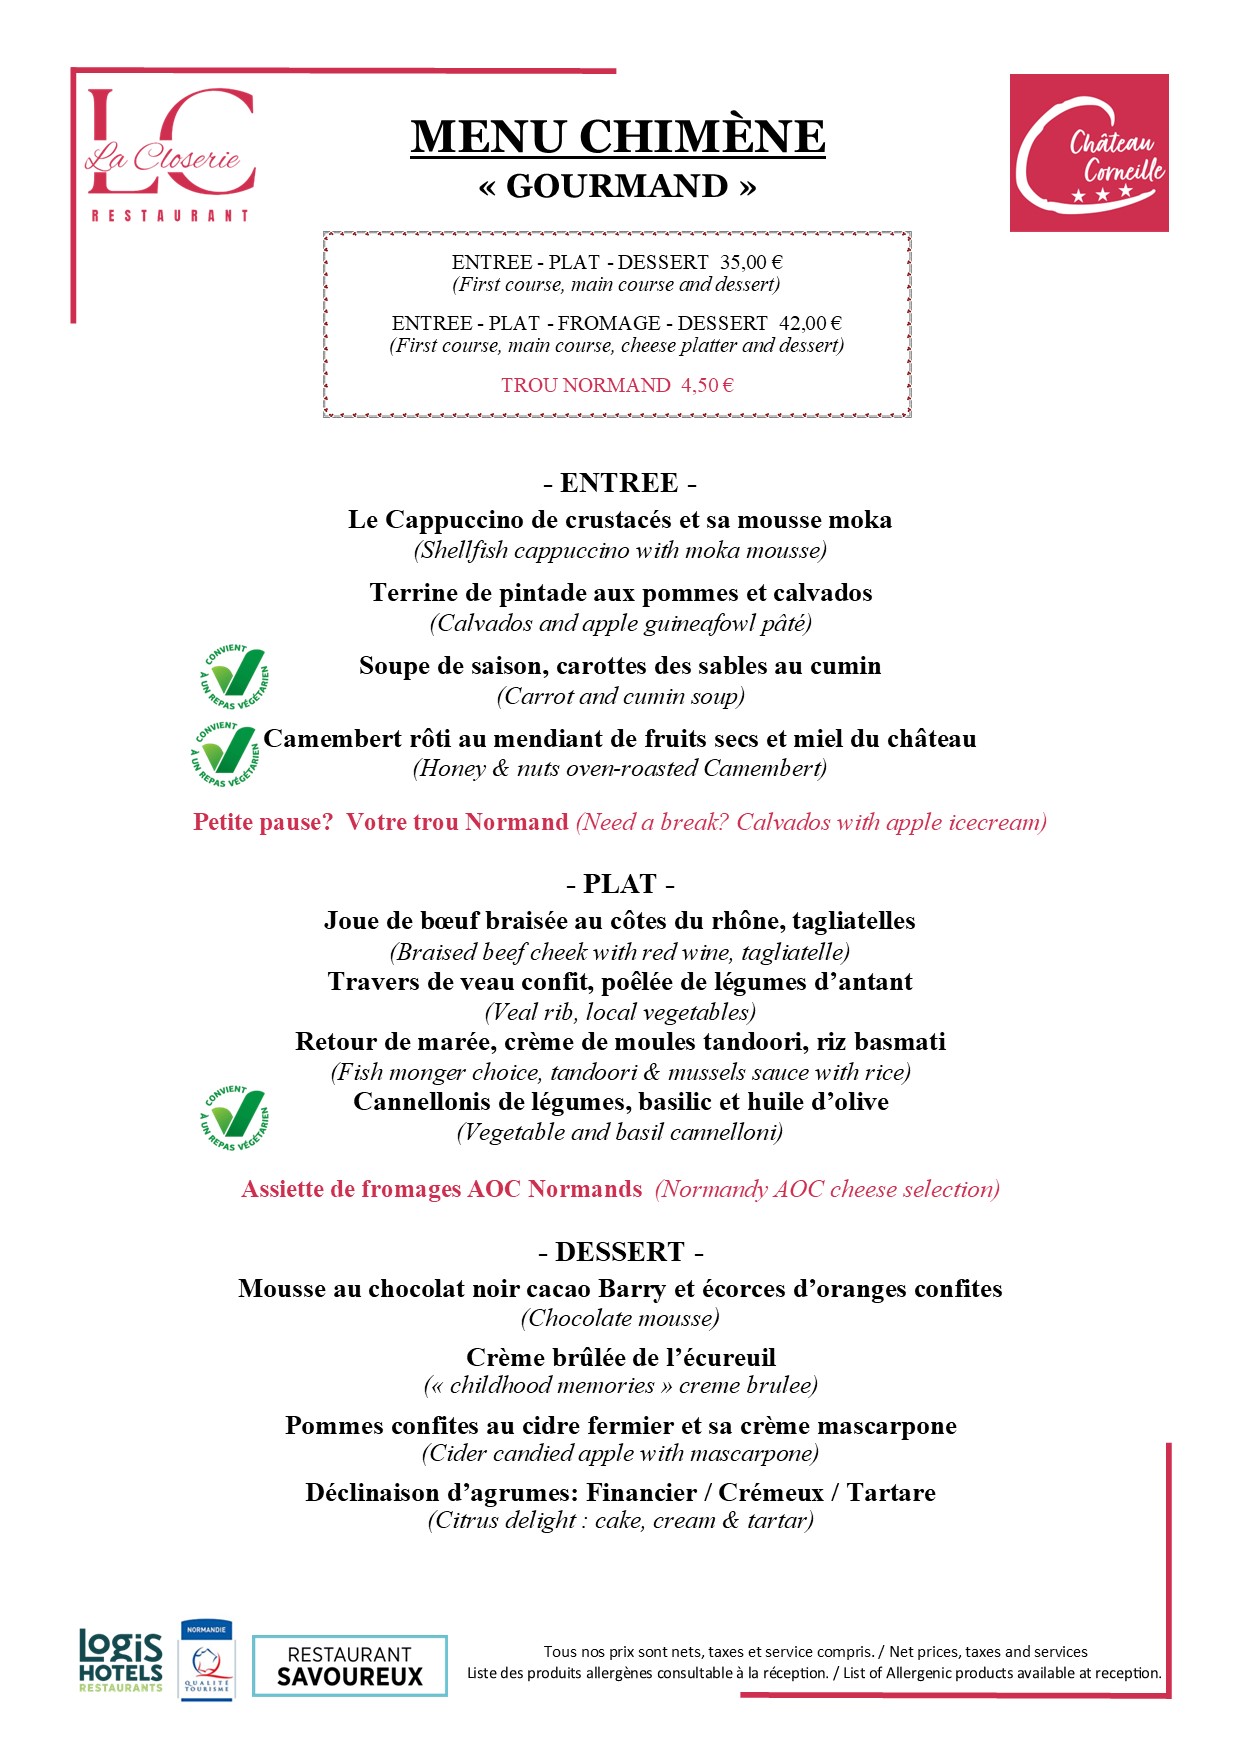 LC
La Closerie
RESTAURANT
MENU CHIMÈNE
« GOURMAND »
Château
Corneille
ENTREE - PLAT - DESSERT 35,00 €
(First course, main course and dessert)
ENTREE - PLAT - FROMAGE - DESSERT 42,00 €
(First course, main course, cheese platter and dessert)
TROU NORMAND 4,50 €
- ENTREE -
Le Cappuccino de crustacés et sa mousse moka
(Shellfish cappuccino with moka mousse)
Terrine de pintade aux pommes et calvados
(Calvados and apple guineafowl pâté)
CONVIENT
À UN REPAS VÉGÉTARIEN
Soupe de saison, carottes des sables au cumin
(Carrot and cumin soup)
CONVIENT
À UN REPAS VÉGÉTARIEN
Camembert rôti au mendiant de fruits secs et miel du château
(Honey & nuts oven-roasted Camembert)
Petite pause? Votre trou Normand (Need a break? Calvados with apple icecream)
- PLAT -
Joue de bœuf braisée au côtes du rhône, tagliatelles
(Braised beef cheek with red wine, tagliatelle)
Travers de veau confit, poêlée de légumes d’antant
(Veal rib, local vegetables)
Retour de marée, crème de moules tandoori, riz basmati
(Fish monger choice, tandoori & mussels sauce with rice)
CONVIENT
À UN REPAS VÉGÉTARIEN
Cannellonis de légumes, basilic et huile d’olive
(Vegetable and basil cannelloni)
Assiette de fromages AOC Normands (Normandy AOC cheese selection)
- DESSERT -
Mousse au chocolat noir cacao Barry et écorces d’oranges confites
(Chocolate mousse)
Crème brûlée de l’écureuil
(« childhood memories » creme brulee)
Pommes confites au cidre fermier et sa crème mascarpone
(Cider candied apple with mascarpone)
Déclinaison d’agrumes: Financier / Crémeux / Tartare
(Citrus delight : cake, cream & tartar)
LOGIS
HOTELS
RESTAURANTS
NORMANDIE
QUALITÉ
TOURISME
RESTAURANT
SAVOUREUX
Tous nos prix sont nets, taxes et service compris. / Net prices, taxes and services
Liste des produits allergènes consultable à la réception. / List of Allergenic products available at reception.